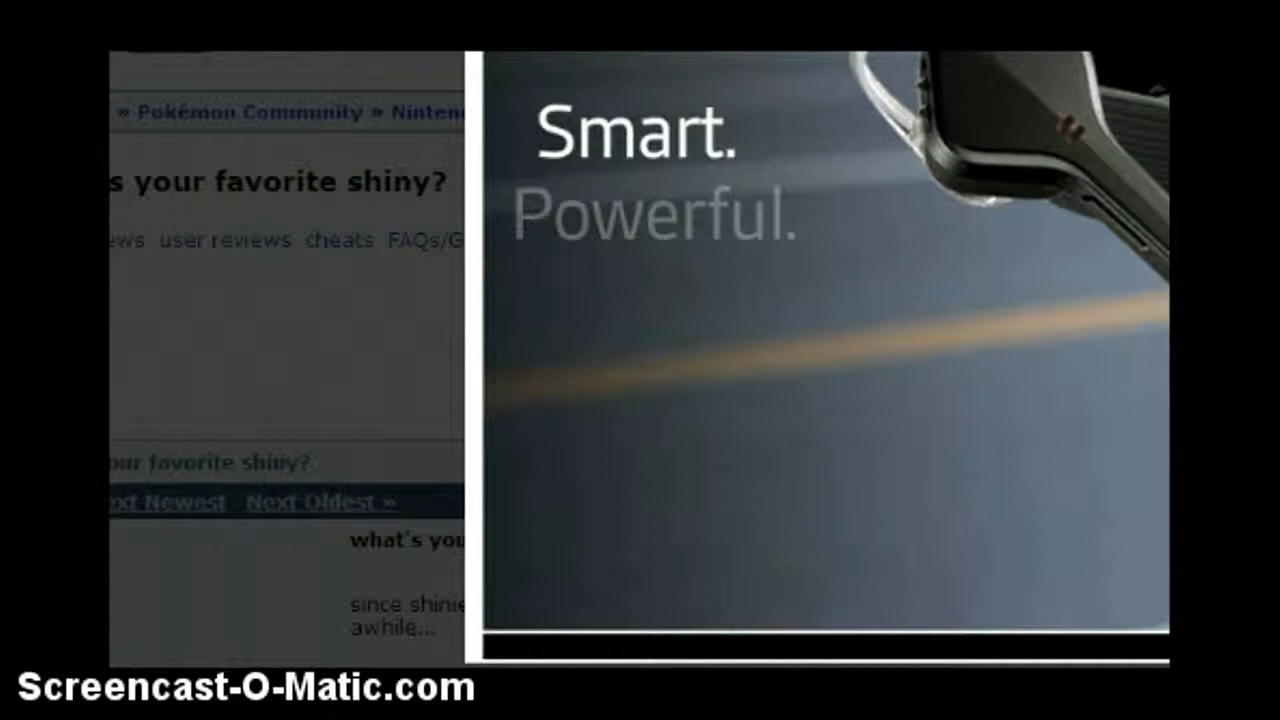 » Pokémon Community » Ninten
s your favorite shiny?
ews user reviews cheats FAQs/G
our favorite shiny?
ext Newest Next Oldest »
what's you
since shinie
awhile...
Smart.
Powerful.
Screencast-O-Matic.com